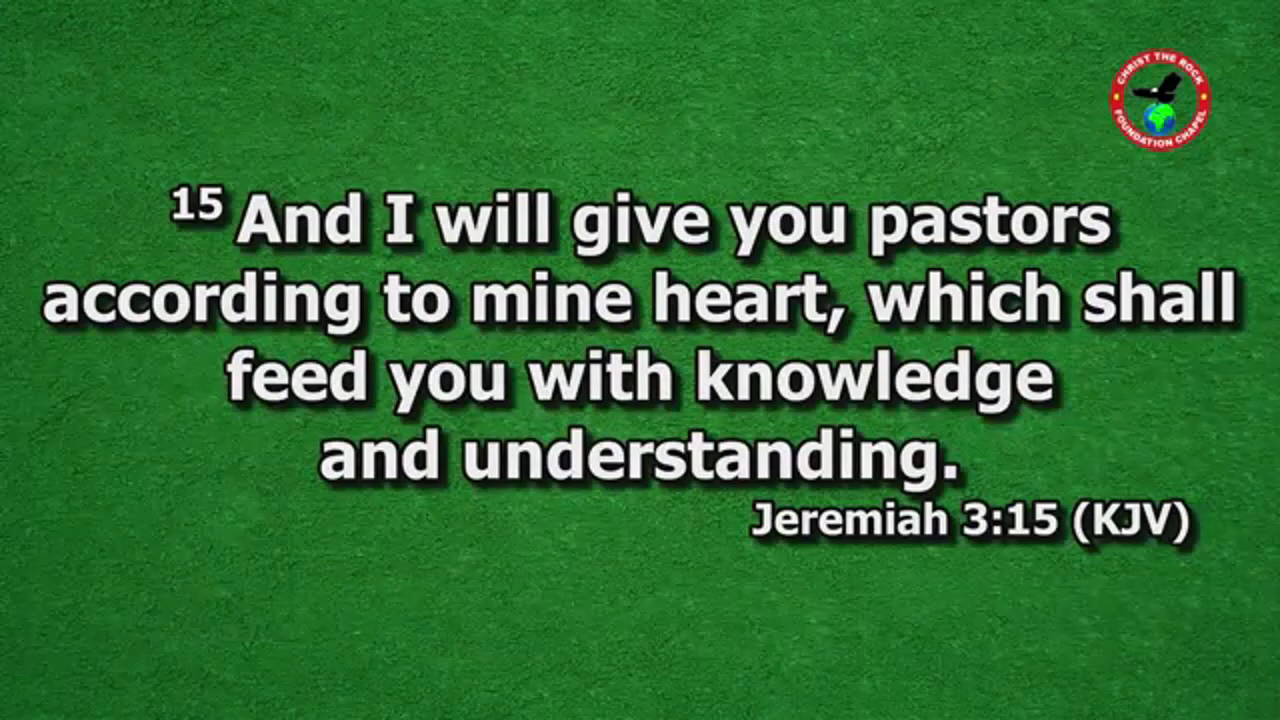 CHRIST THE ROCK
FOUNDATION CHAPEL
15 And I will give you pastors
according to mine heart, which shall
feed you with knowledge
and understanding.
Jeremiah 3:15 (KJV)